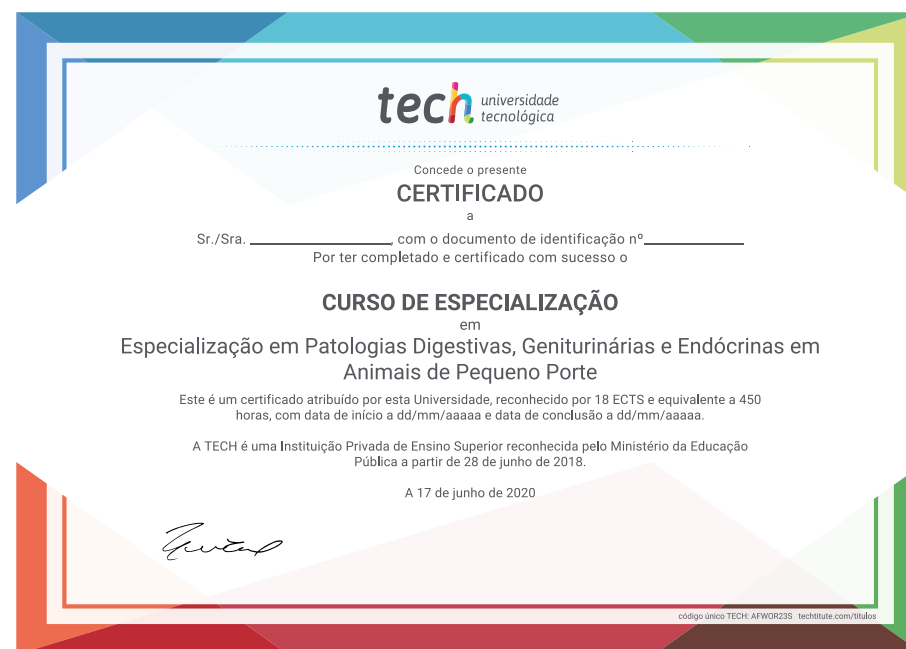 tech universidade
tecnológica
Concede o presente
CERTIFICADO
a
Sr./Sra. ________________, com o documento de identificação nº____________
Por ter completado e certificado com sucesso o
CURSO DE ESPECIALIZAÇÃO
em
Especialização em Patologias Digestivas, Geniturinárias e Endócrinas em
Animais de Pequeno Porte
Este é um certificado atribuído por esta Universidade, reconhecido por 18 ECTS e equivalente a 450
horas, com data de início a dd/mm/aaaaa e data de conclusão a dd/mm/aaaaa.
A TECH é uma Instituição Privada de Ensino Superior reconhecida pelo Ministério da Educação
Pública a partir de 28 de junho de 2018.
A 17 de junho de 2020
código único TECH: AFWOR23S techtitute.com/titulos